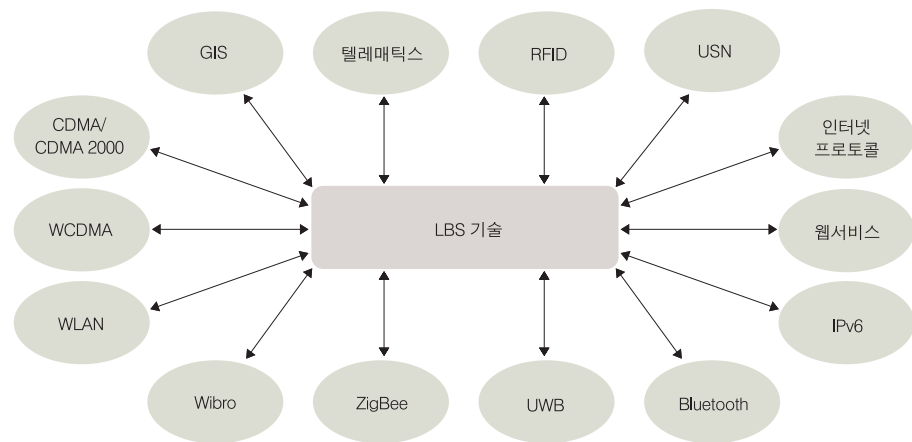 GIS
텔레매틱스
RFID
USN
CDMA/
CDMA 2000
인터넷
프로토콜
WCDMA
LBS 기술
웹서비스
WLAN
IPv6
Wibro
ZigBee
UWB
Bluetooth